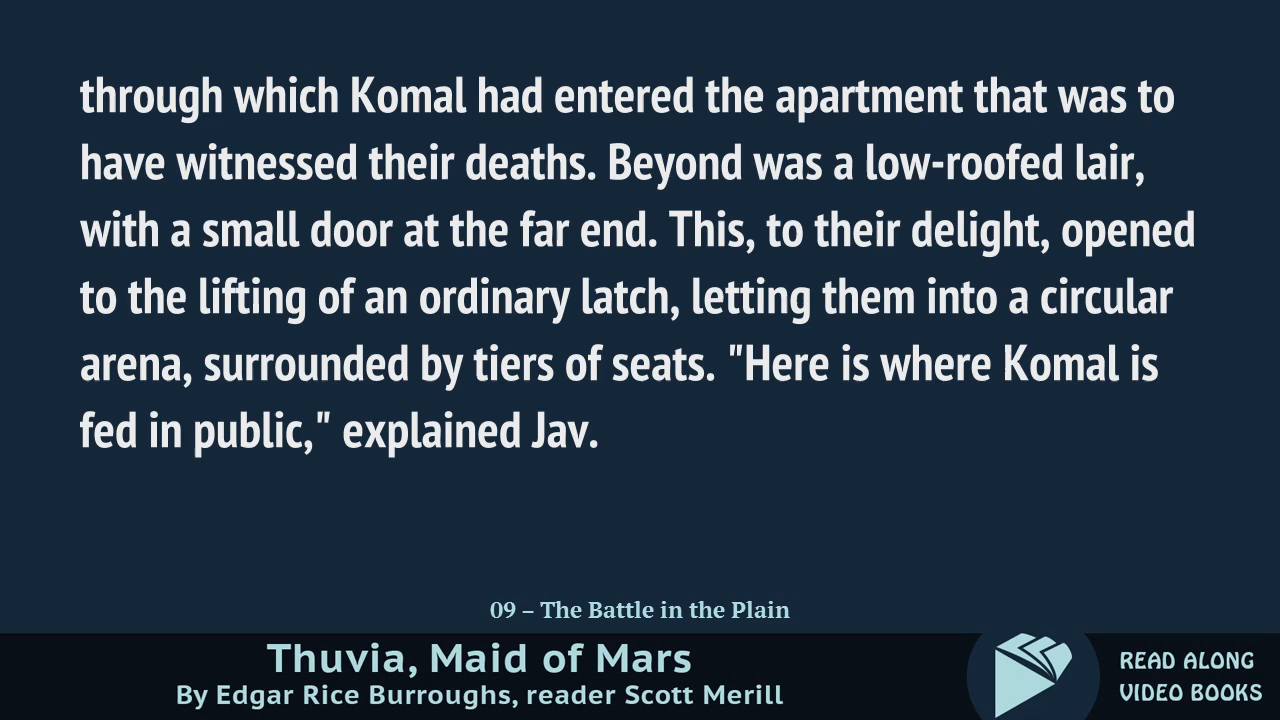 through which Komal had entered the apartment that was to
have witnessed their deaths. Beyond was a low-roofed lair,
with a small door at the far end. This, to their delight, opened
to the lifting of an ordinary latch, letting them into a circular
arena, surrounded by tiers of seats. "Here is where Komal is
fed in public," explained Jav.
09 – The Battle in the Plain
Thuvia, Maid of Mars
By Edgar Rice Burroughs, reader Scott Merill
READ ALONG
VIDEO BOOKS